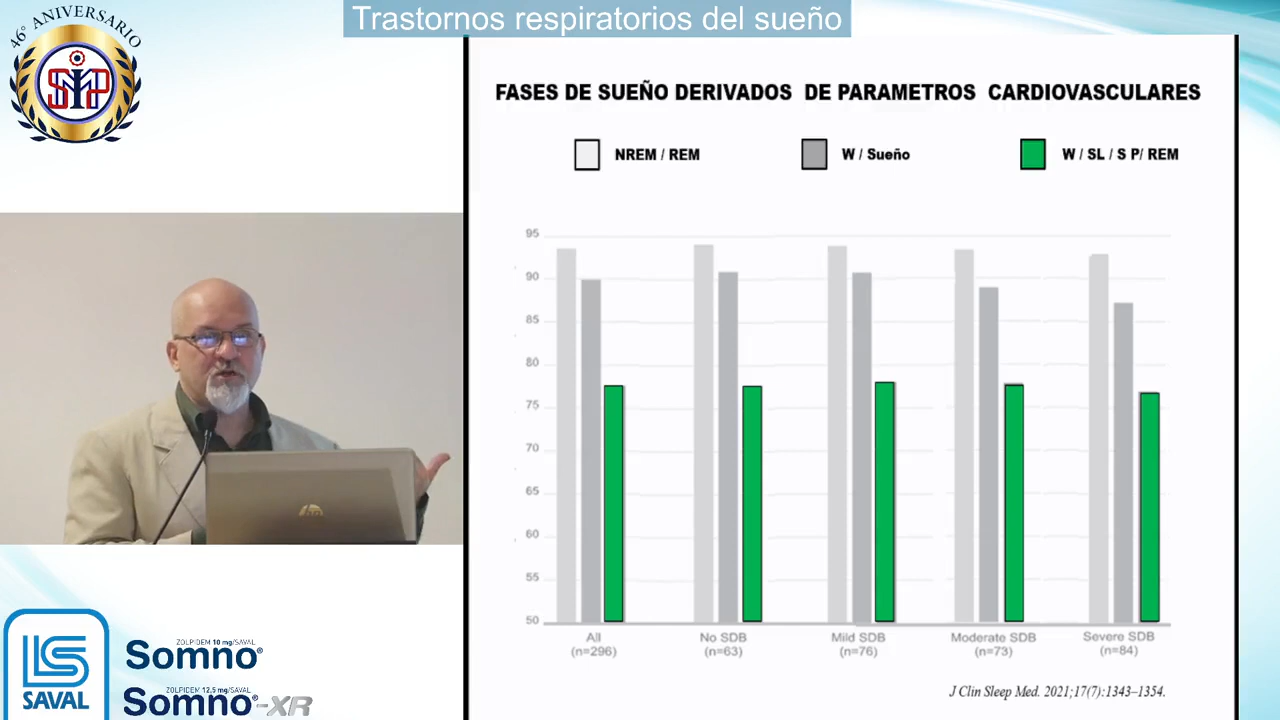 Trastornos respiratorios del sueño
46° ANIVERSARIO
SMP
FASES DE SUEÑO DERIVADOS DE PARAMETROS CARDIOVASCULARES
NREM / REM
W / Sueño
W / SL / S P/ REM
95
90
85
80
75
70
65
60
55
50
All
(n=296)
No SDB
(n=63)
Mild SDB
(n=76)
Moderate SDB
(n=73)
Severe SDB
(n=84)
J Clin Sleep Med. 2021;17(7):1343–1354.
hp
LS
SAVAL
ZOLPIDEM 10 mg/SAVAL
Somno®
ZOLPIDEM 12.5 mg/SAVAL
Somno®-XR